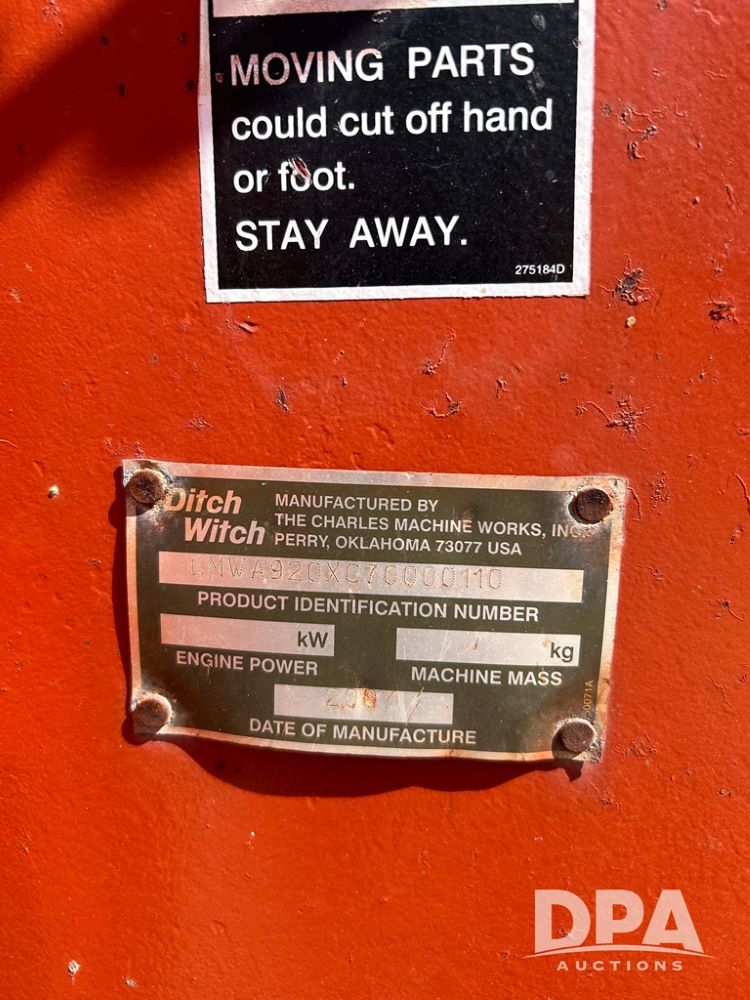 MOVING PARTS
could cut off hand
or foot.
STAY AWAY.
275184D
Ditch
Witch®
MANUFACTURED BY
THE CHARLES MACHINE WORKS, INC.
PERRY, OKLAHOMA 73077 USA
CMWA920XC70000110
PRODUCT IDENTIFICATION NUMBER
kW
ENGINE POWER
kg
MACHINE MASS
2007
DATE OF MANUFACTURE
DPA
AUCTIONS